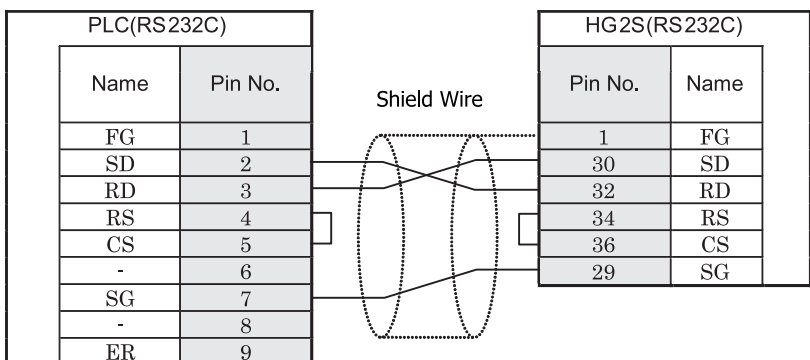 PLC(RS232C) HG2S(RS232C)
Name Pin No. Shield Wire Pin No. Name
FG 1 1 FG
SD 2 30 SD
RD 3 32 RD
RS 4 34 RS
CS 5 36 CS
- 6 29 SG
SG 7
- 8
ER 9